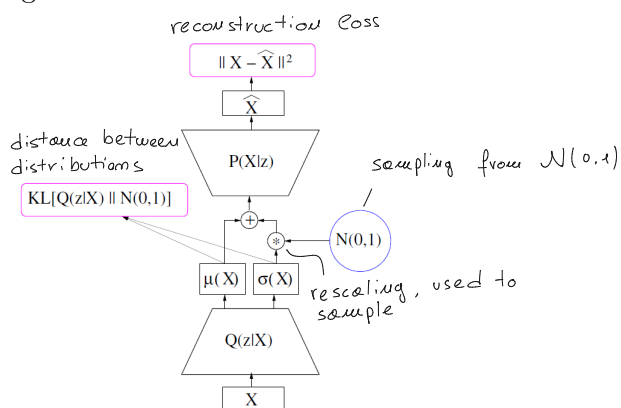 reconstruction loss
|| X – X̂ ||²
X̂
distance between
distributions
P(X|z)
sampling from N(0,1)
KL[Q(z|X) || N(0,1)]
+
*
N(0,1)
μ(X)
σ(X)
rescaling, used to
sample
Q(z|X)
X